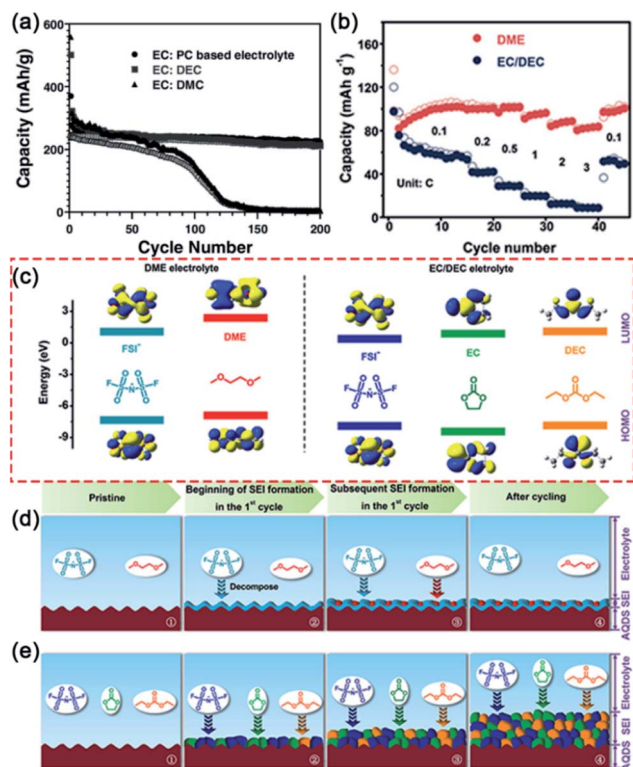 (a)
600
400
200
0
Capacity (mAh/g)
EC: PC based electrolyte
EC: DEC
EC: DMC
0 50 100 150 200
Cycle Number
(b)
160
120
80
40
0
Capacity (mAh g⁻¹)
DME
EC/DEC
0.1
0.2
0.5
1
2
3
0.1
Unit: C
0 10 20 30 40
Cycle number
(c)
DME electrolyte
EC/DEC eletrolyte
Energy (eV)
3
0
-3
-6
-9
FSI⁻
DME
FSI⁻
EC
DEC
LUMO
HOMO
Pristine
Beginning of SEI formation
in the 1st cycle
Subsequent SEI formation
in the 1st cycle
After cycling
(d)
Decompose
① ② ③ ④
AQDS SEI Electrolyte
(e)
① ② ③ ④
AQDS SEI Electrolyte